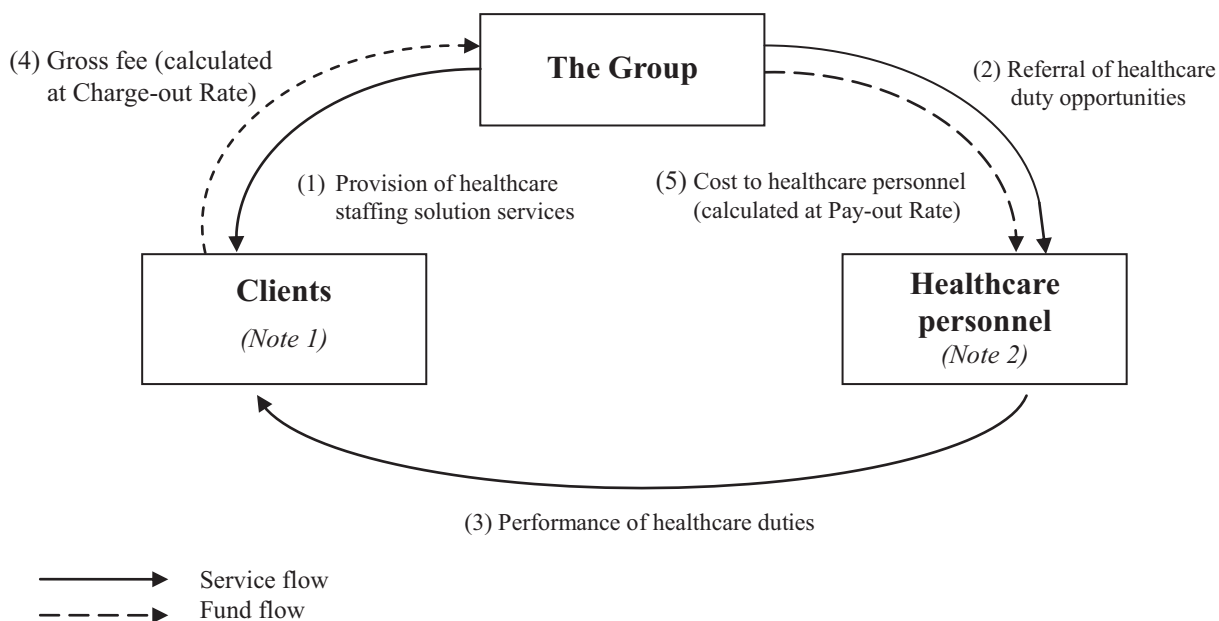 The Group
(4) Gross fee (calculated
at Charge-out Rate)
(2) Referral of healthcare
duty opportunities
(1) Provision of healthcare
staffing solution services
(5) Cost to healthcare personnel
(calculated at Pay-out Rate)
Clients
(Note 1)
Healthcare
personnel
(Note 2)
(3) Performance of healthcare duties
Service flow
Fund flow